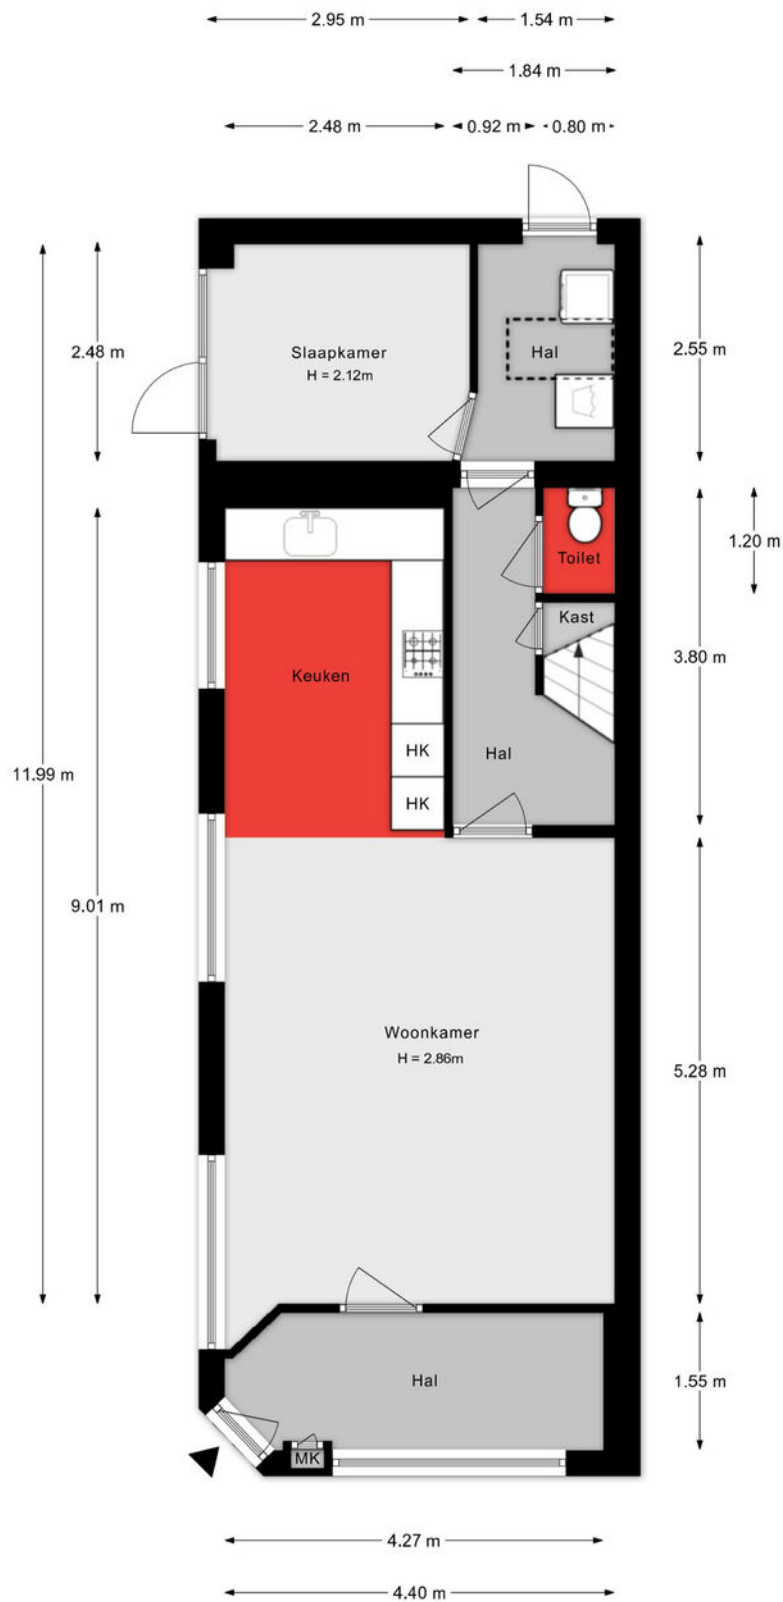 2.95 m
1.54 m
1.84 m
2.48 m
0.92 m
0.80 m
Slaapkamer
H = 2.12m
Hal
2.48 m
2.55 m
Toilet
1.20 m
Kast
3.80 m
Keuken
HK
Hal
HK
11.99 m
9.01 m
Woonkamer
H = 2.86m
5.28 m
Hal
1.55 m
MK
4.27 m
4.40 m